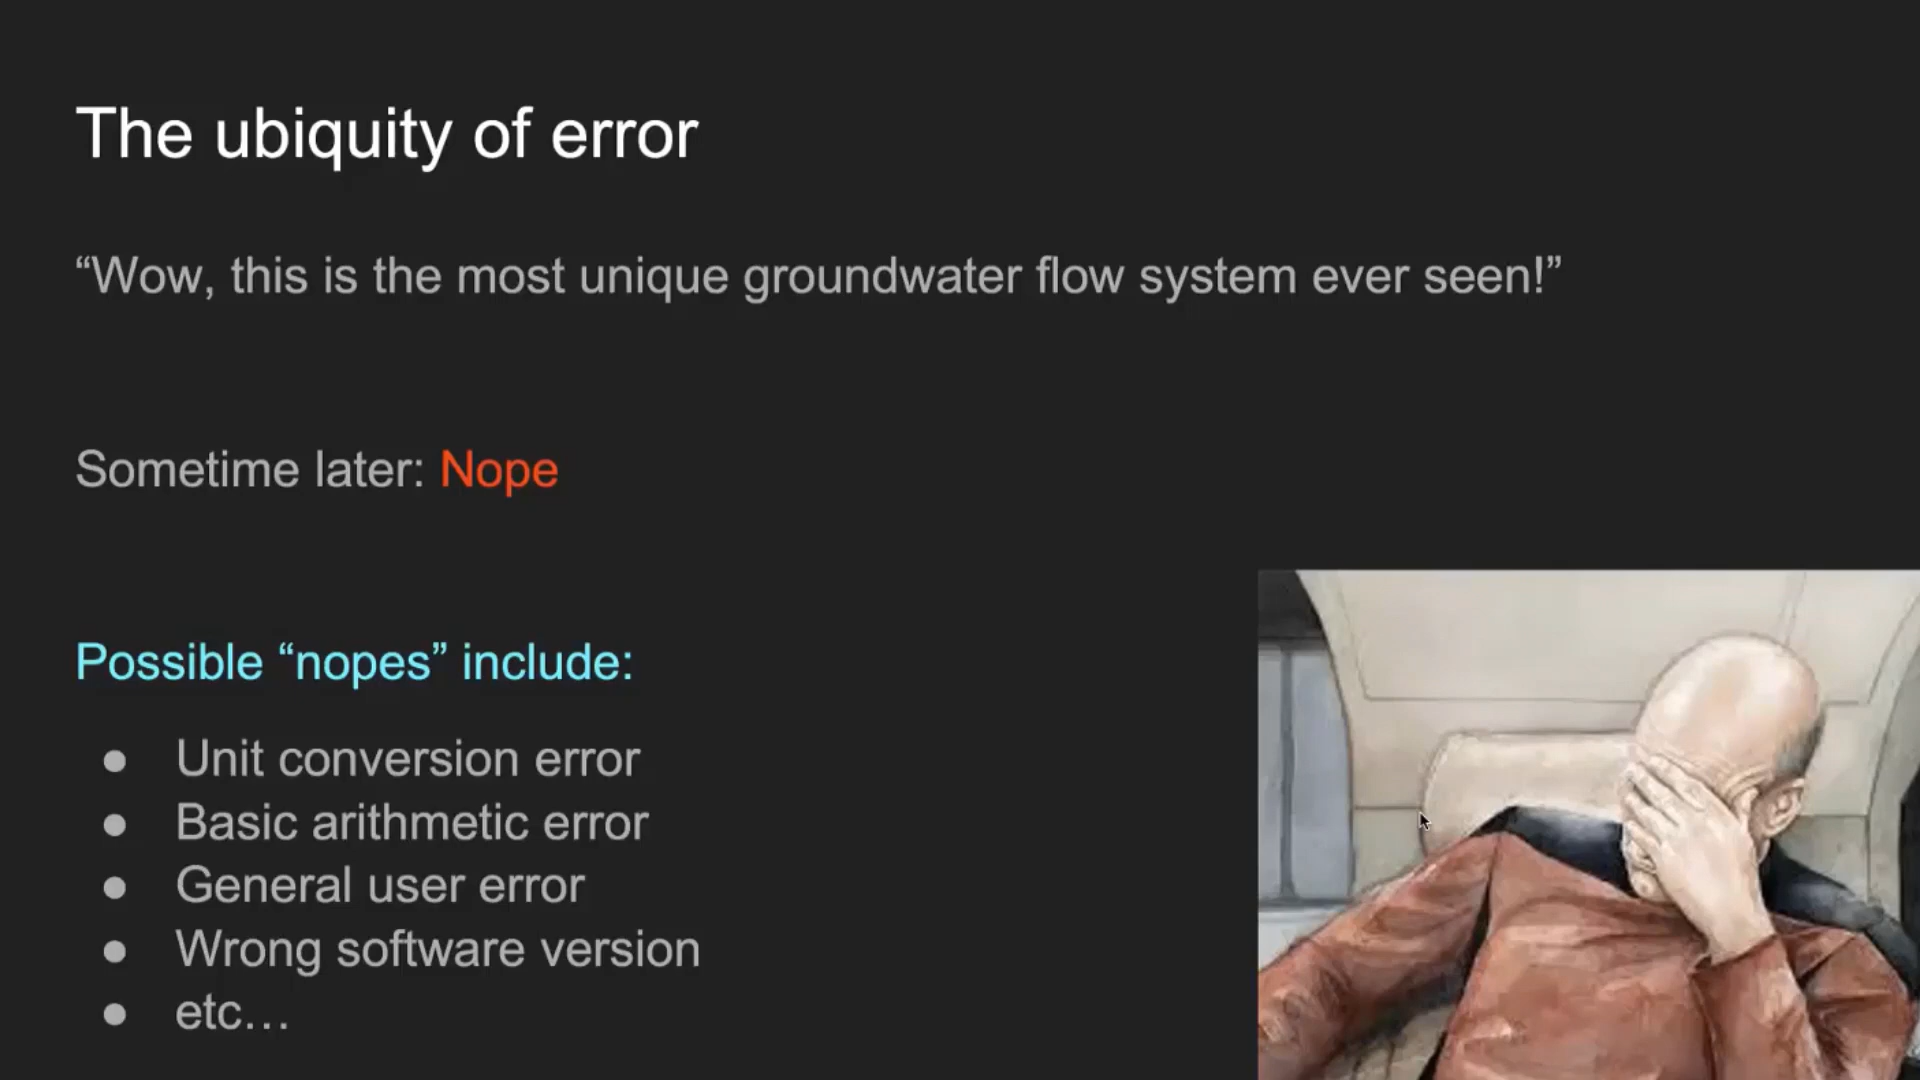 The ubiquity of error
“Wow, this is the most unique groundwater flow system ever seen!”
Sometime later: Nope
Possible “nopes” include:
● Unit conversion error
● Basic arithmetic error
● General user error
● Wrong software version
● etc…